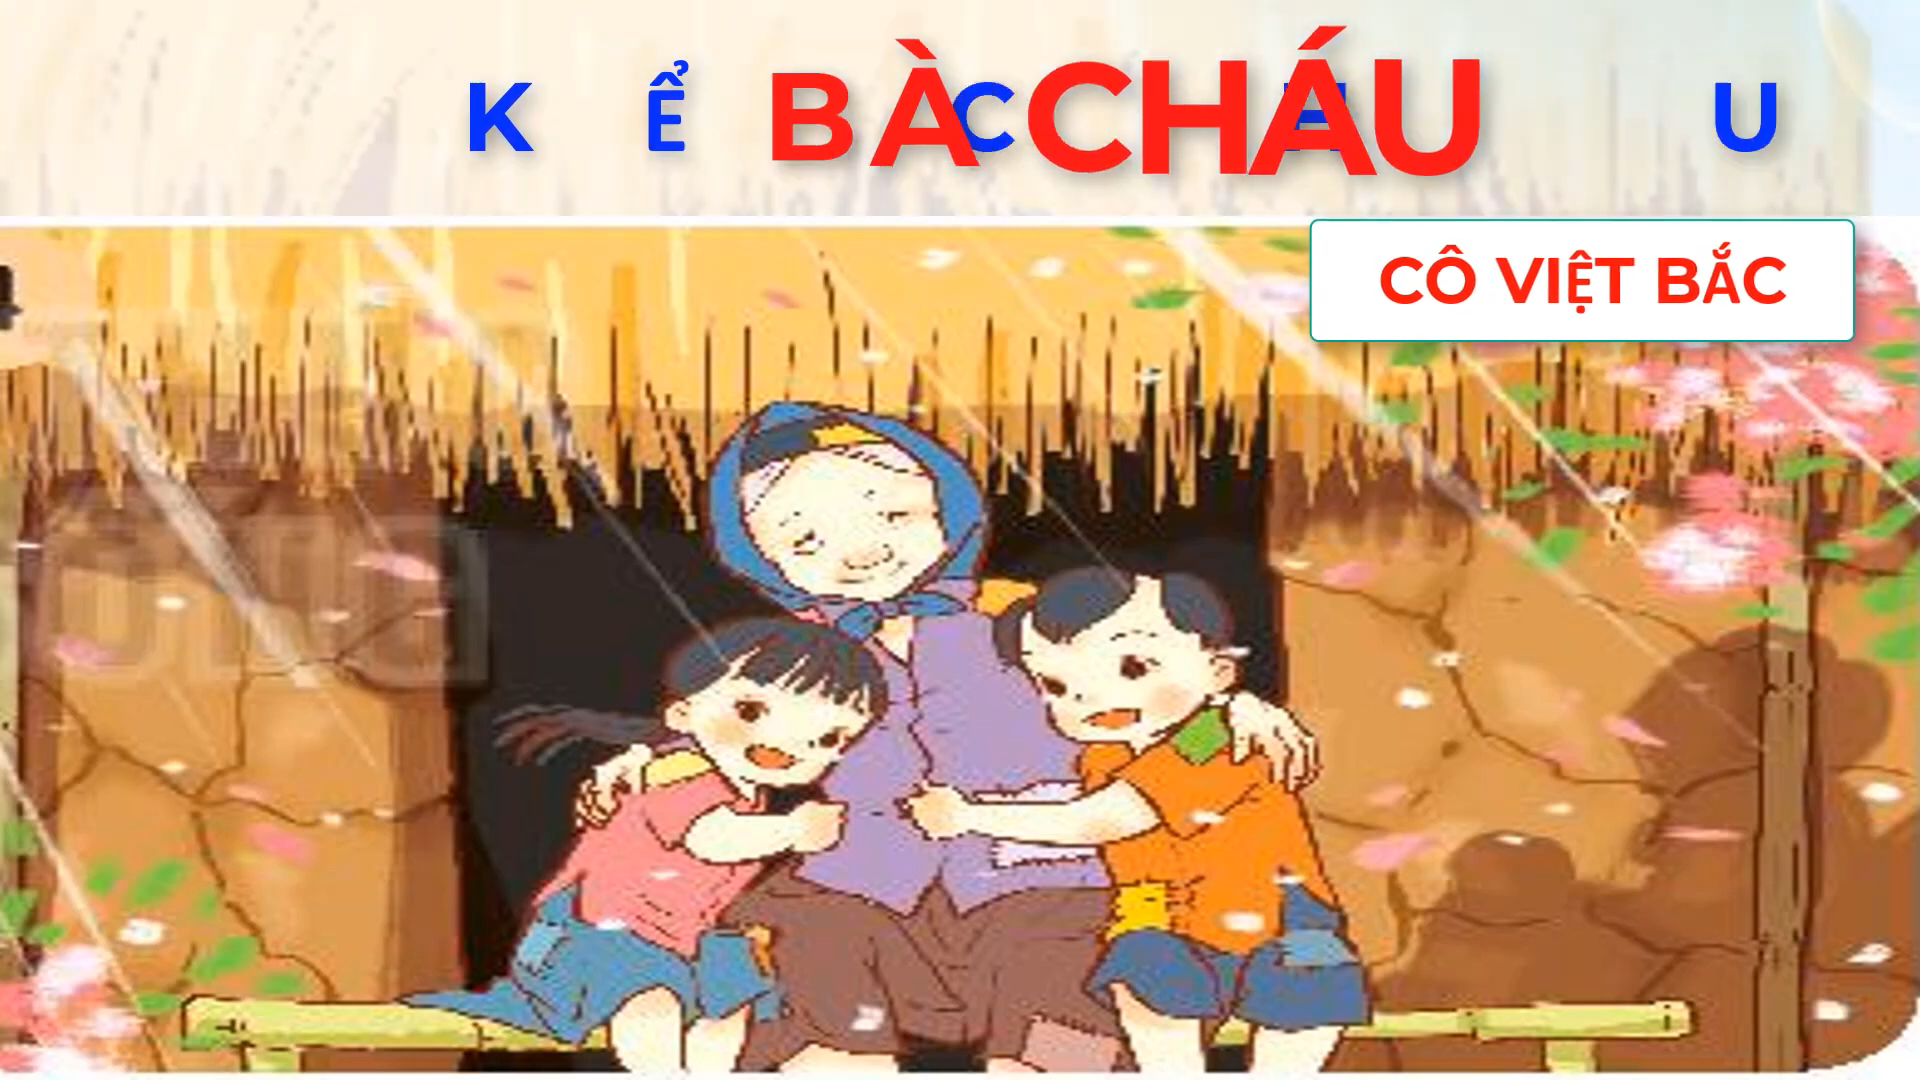 K Ể C H U
BÀ CHÁU
CÔ VIỆT BẮC